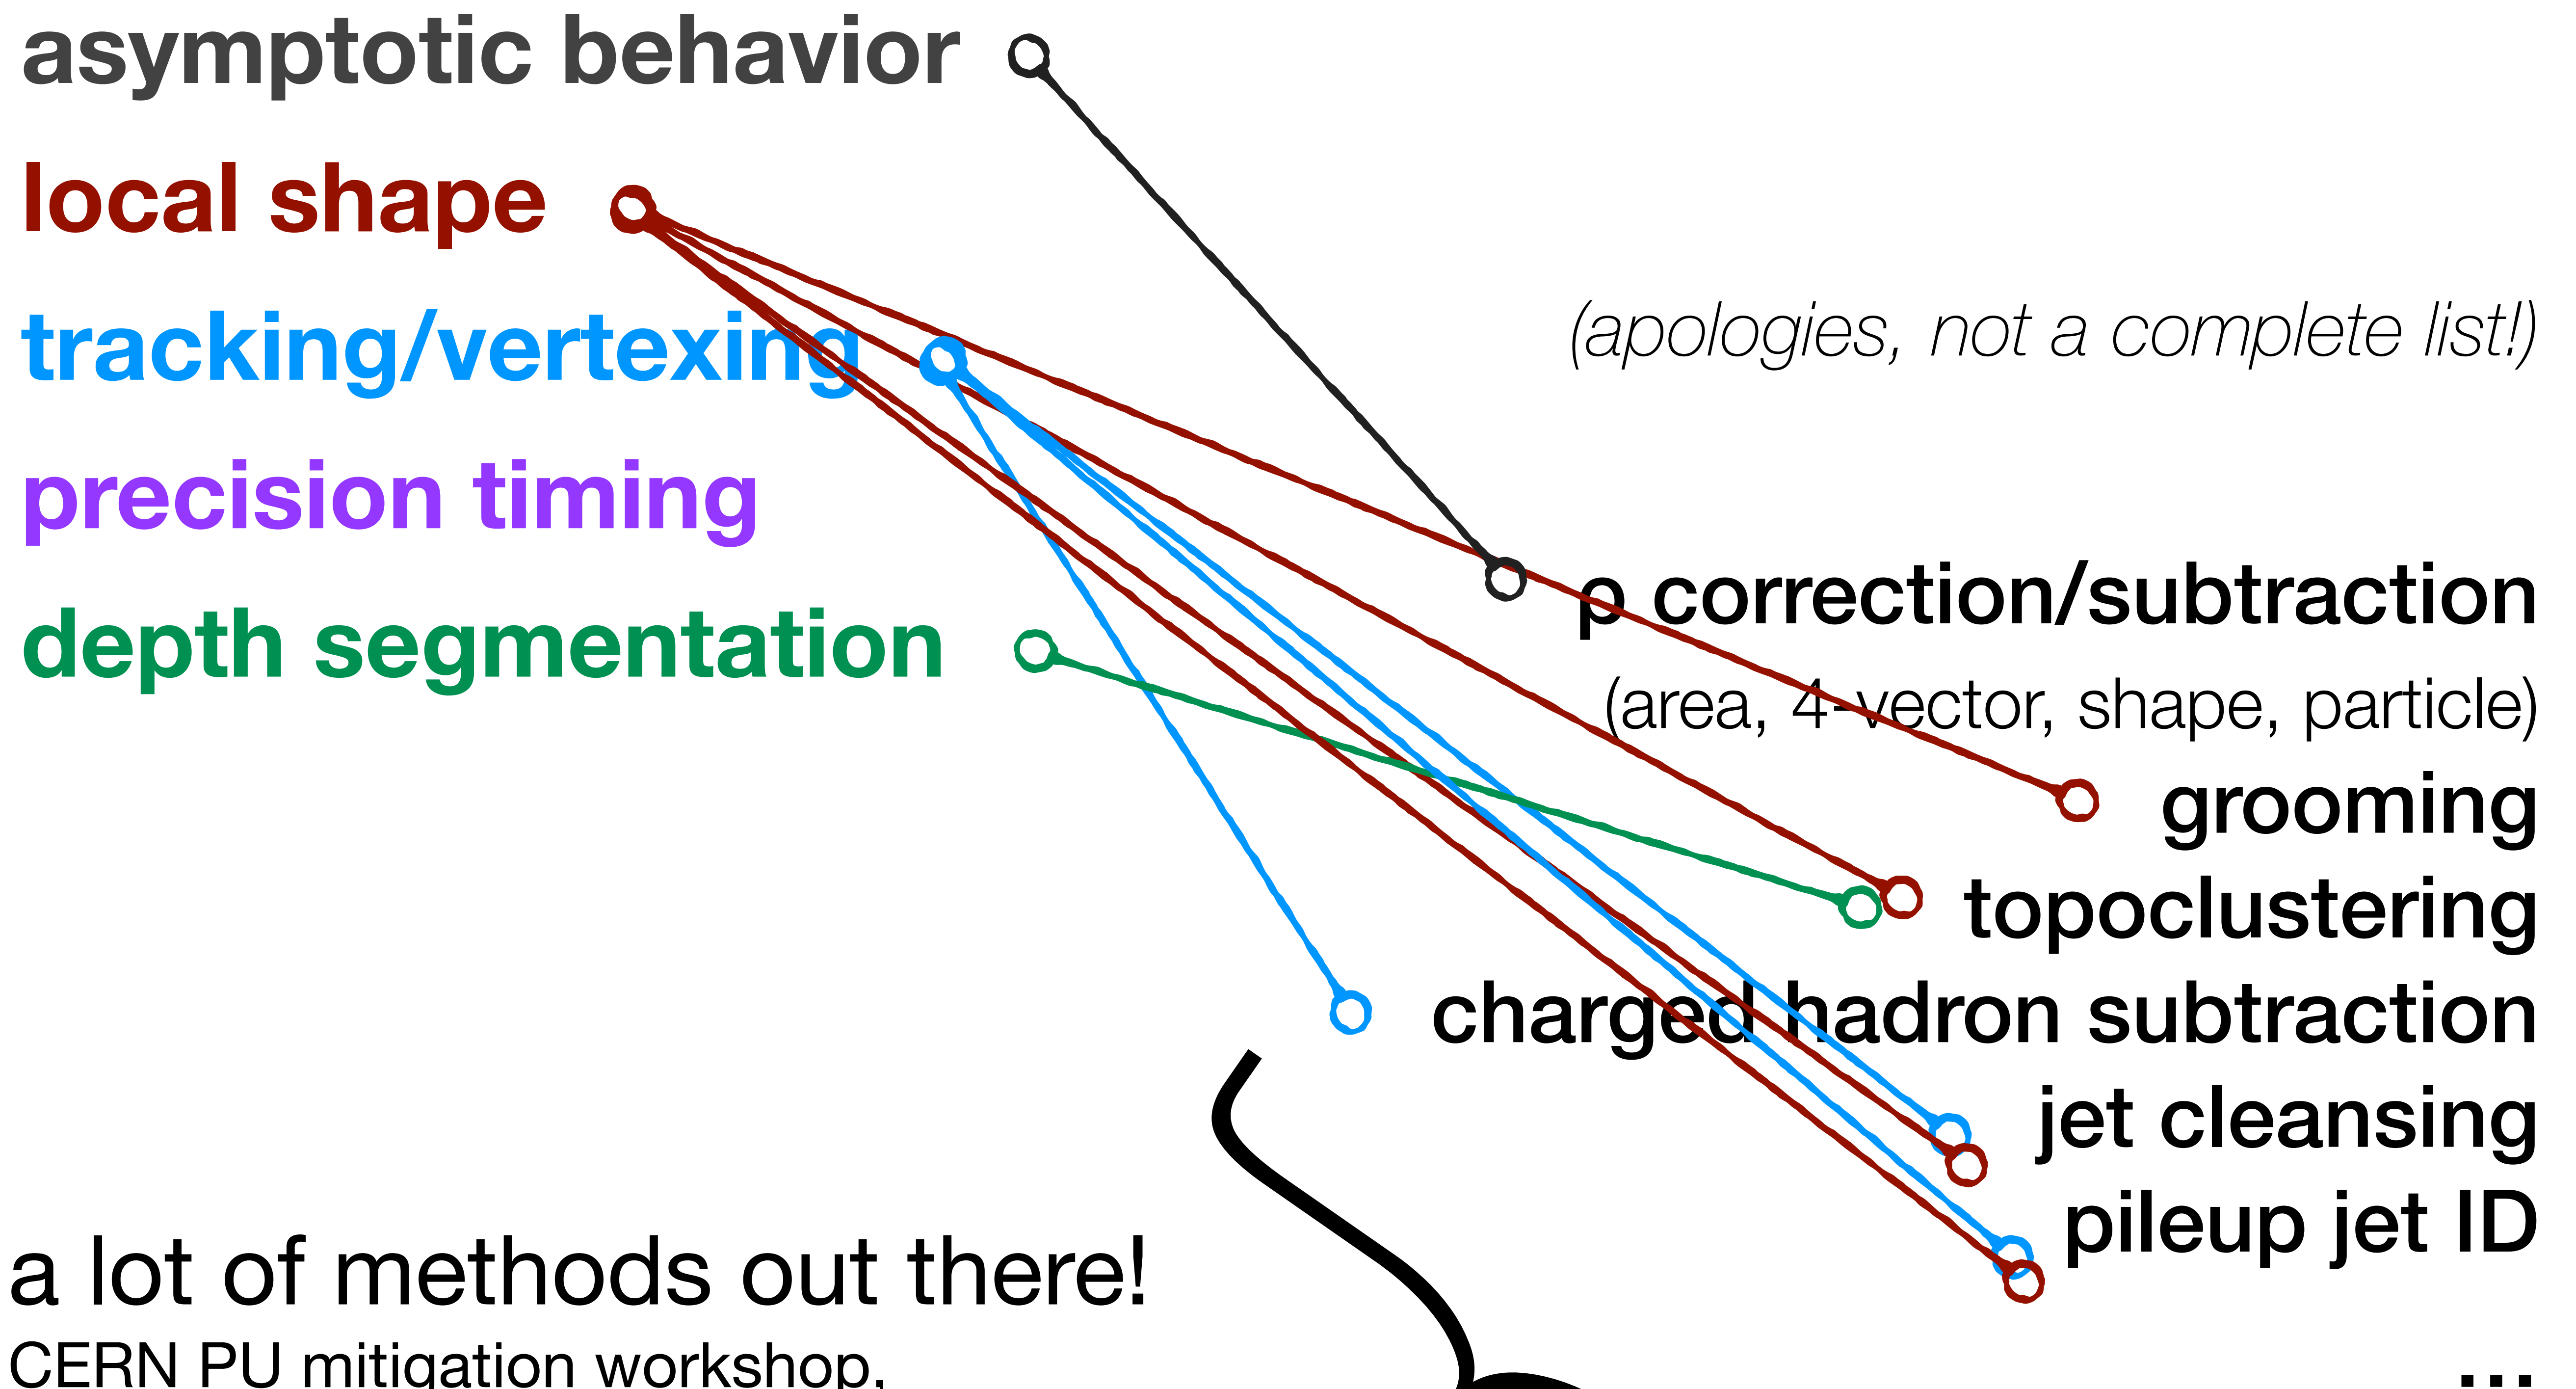 asymptotic behavior
local shape
tracking/vertexing
(apologies, not a complete list!)
precision timing
ρ correction/subtraction
depth segmentation
(area, 4-vector, shape, particle)
grooming
topoclustering
charged hadron subtraction
jet cleansing
pileup jet ID
a lot of methods out there!
CERN PU mitigation workshop,
...